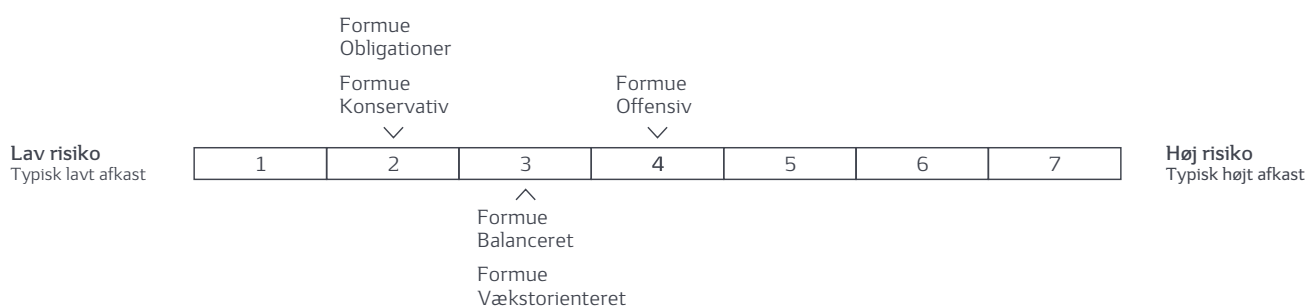 Formue
Obligationer
Formue
Konservativ
Formue
Offensiv
Lav risiko
Typisk lavt afkast
1 2 3 4 5 6 7
Høj risiko
Typisk højt afkast
Formue
Balanceret
Formue
Vækstorienteret